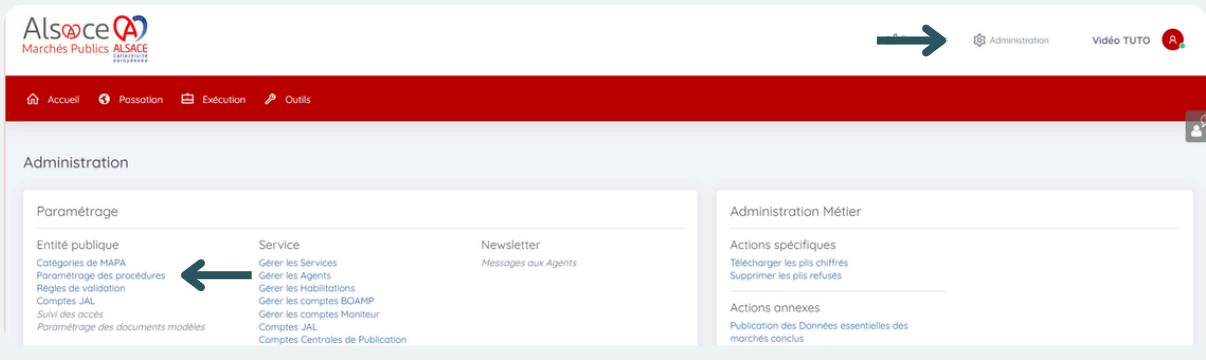 Alsace
Marchés Publics ALSACE
Collectivité
européenne
Administration
Vidéo TUTO
A
Accueil
Passation
Exécution
Outils
Administration
Paramétrage
Entité publique
Catégories de MAPA
Paramétrage des procédures
Règles de validation
Comptes JAL
Suivi des accès
Paramétrage des documents modèles
Service
Gérer les Services
Gérer les Agents
Gérer les Habilitations
Gérer les comptes BOAMP
Gérer les comptes Moniteur
Comptes JAL
Comptes Centrales de Publication
Newsletter
Messages aux Agents
Administration Métier
Actions spécifiques
Télécharger les plis chiffrés
Supprimer les plis refusés
Actions annexes
Publication des Données essentielles des
marchés conclus